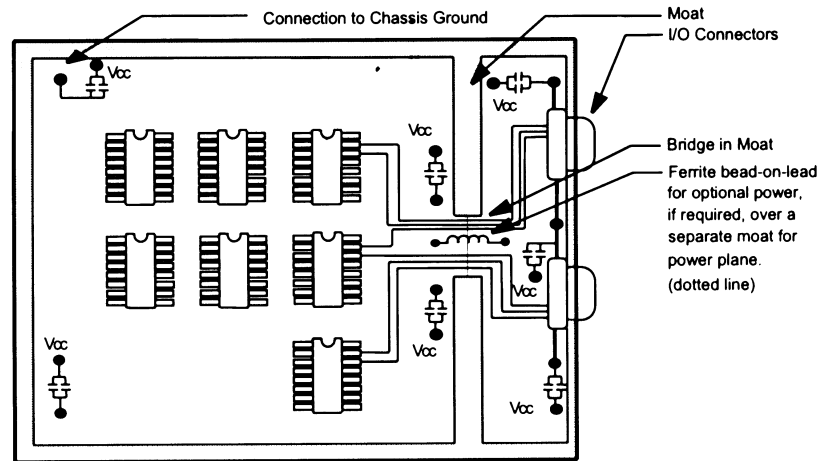 Connection to Chassis Ground
Moat
I/O Connectors
Vcc
Vcc
Vcc
Bridge in Moat
Ferrite bead-on-lead
for optional power,
if required, over a
separate moat for
power plane.
(dotted line)
Vcc
Vcc
Vcc
Vcc